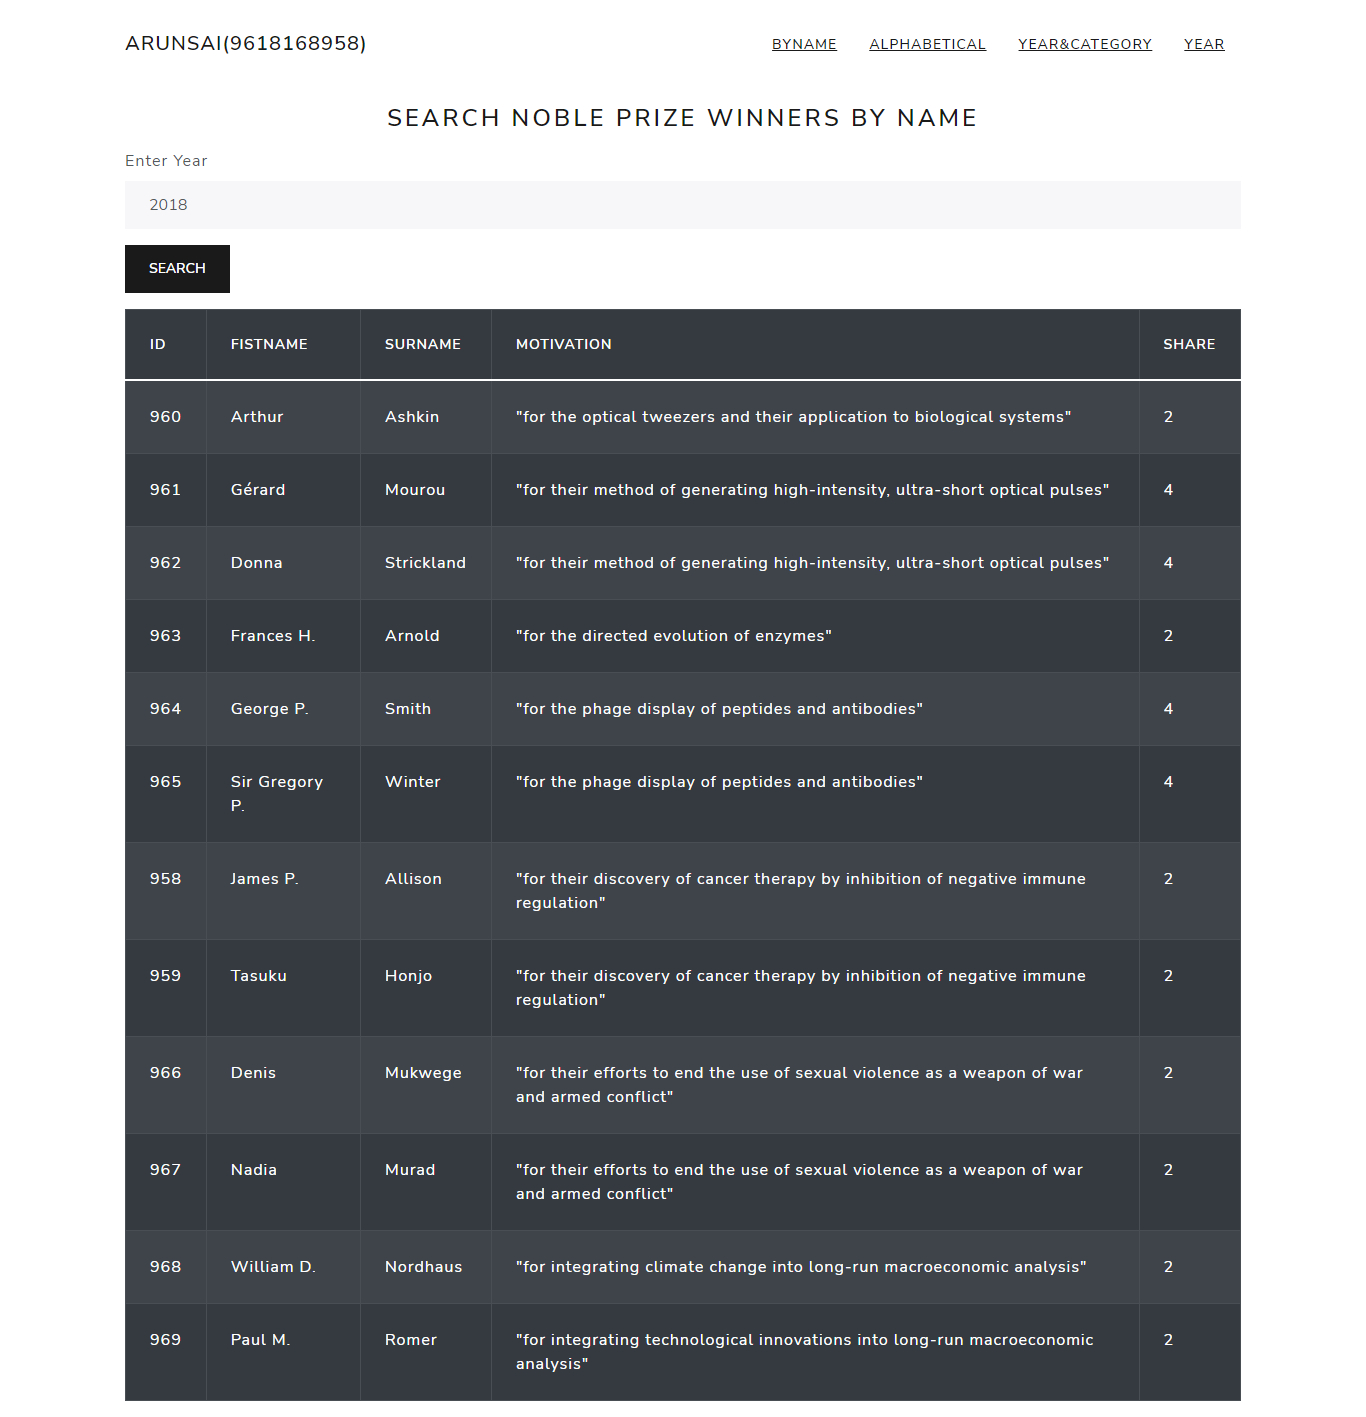 ARUNSAI(9618168958)
BYNAME ALPHABETICAL YEAR&CATEGORY YEAR
SEARCH NOBLE PRIZE WINNERS BY NAME
Enter Year
2018
SEARCH
ID FISTNAME SURNAME MOTIVATION SHARE
960 Arthur Ashkin "for the optical tweezers and their application to biological systems" 2
961 Gérard Mourou "for their method of generating high-intensity, ultra-short optical pulses" 4
962 Donna Strickland "for their method of generating high-intensity, ultra-short optical pulses" 4
963 Frances H. Arnold "for the directed evolution of enzymes" 2
964 George P. Smith "for the phage display of peptides and antibodies" 4
965 Sir Gregory Winter "for the phage display of peptides and antibodies" 4
P.
958 James P. Allison "for their discovery of cancer therapy by inhibition of negative immune 2
regulation"
959 Tasuku Honjo "for their discovery of cancer therapy by inhibition of negative immune 2
regulation"
966 Denis Mukwege "for their efforts to end the use of sexual violence as a weapon of war 2
and armed conflict"
967 Nadia Murad "for their efforts to end the use of sexual violence as a weapon of war 2
and armed conflict"
968 William D. Nordhaus "for integrating climate change into long-run macroeconomic analysis" 2
969 Paul M. Romer "for integrating technological innovations into long-run macroeconomic 2
analysis"